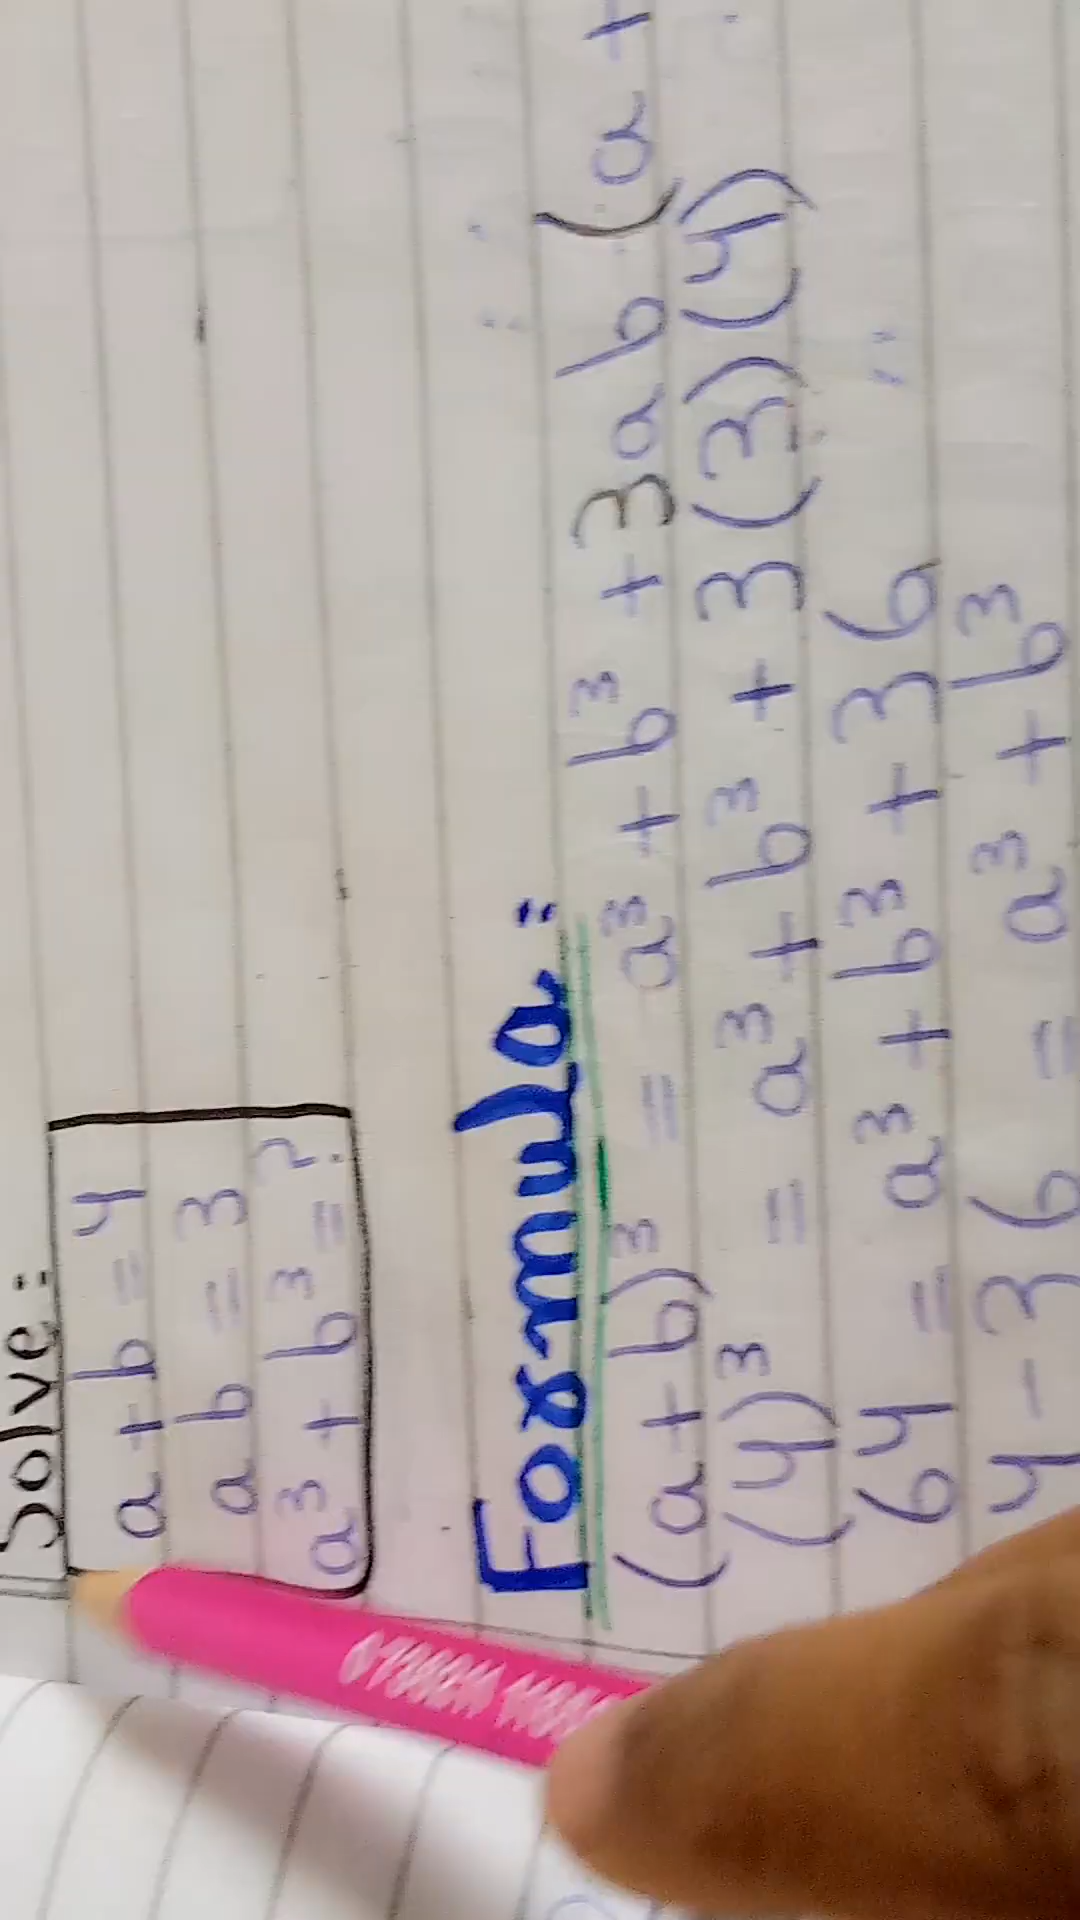 Solve :
a + b = 4
ab = 3
a³ + b³ = ?
Formula :
(a + b)³ = a³ + b³ + 3ab (a +
(4)³ = a³ + b³ + 3(3)(4)
64 = a³ + b³ + 36
4 - 36 = a³ + b³